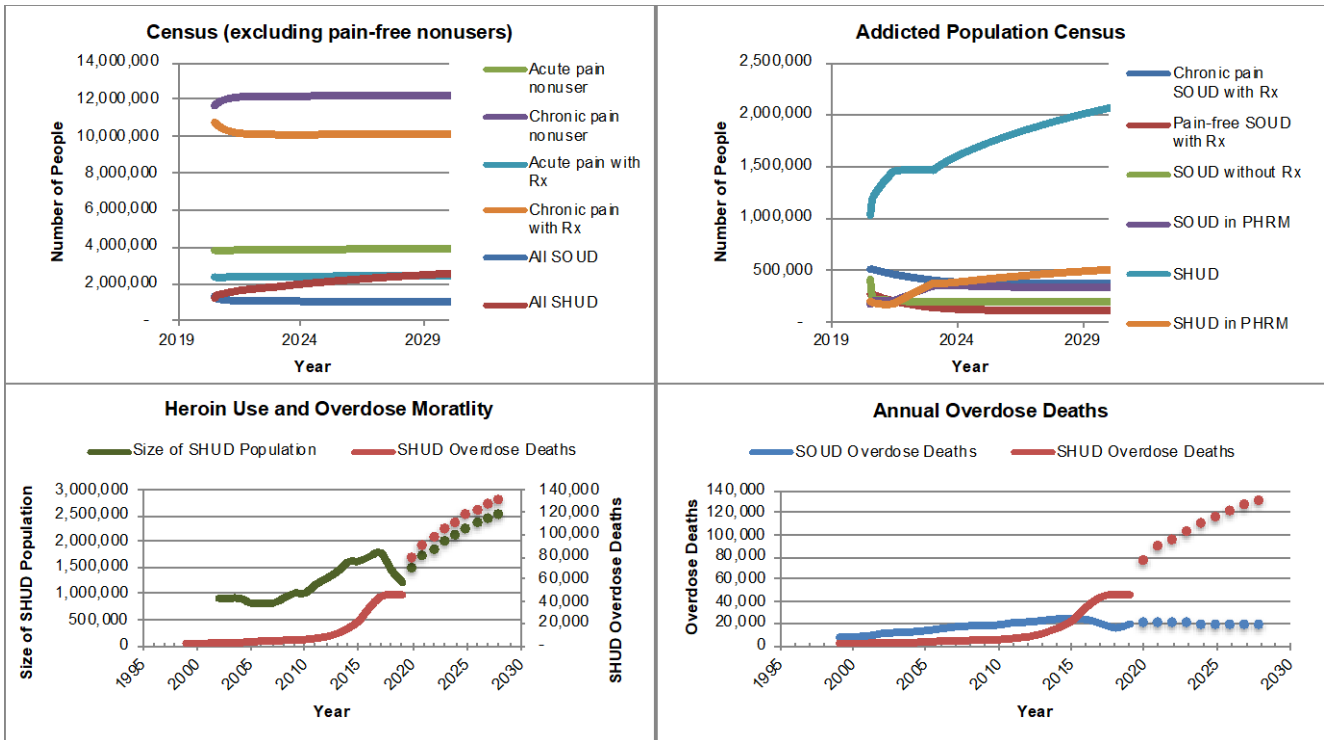 Census (excluding pain-free nonusers)
Number of People
14,000,000
12,000,000
10,000,000
8,000,000
6,000,000
4,000,000
2,000,000
-
2019
2024
2029
Year
Acute pain
nonuser
Chronic pain
nonuser
Acute pain with
Rx
Chronic pain
with Rx
All SOUD
All SHUD
Addicted Population Census
Number of People
2,500,000
2,000,000
1,500,000
1,000,000
500,000
-
2019
2024
2029
Year
Chronic pain
SOUD with Rx
Pain-free SOUD
with Rx
SOUD without Rx
SOUD in PHRM
SHUD
SHUD in PHRM
Heroin Use and Overdose Moratlity
Size of SHUD Population
SHUD Overdose Deaths
Size of SHUD Population
3,000,000
2,500,000
2,000,000
1,500,000
1,000,000
500,000
0
140,000
120,000
100,000
80,000
60,000
40,000
20,000
-
SHUD Overdose Deaths
1995
2000
2005
2010
2015
2020
2025
2030
Year
Annual Overdose Deaths
SOUD Overdose Deaths
SHUD Overdose Deaths
Overdose Deaths
140,000
120,000
100,000
80,000
60,000
40,000
20,000
0
1995
2000
2005
2010
2015
2020
2025
2030
Year